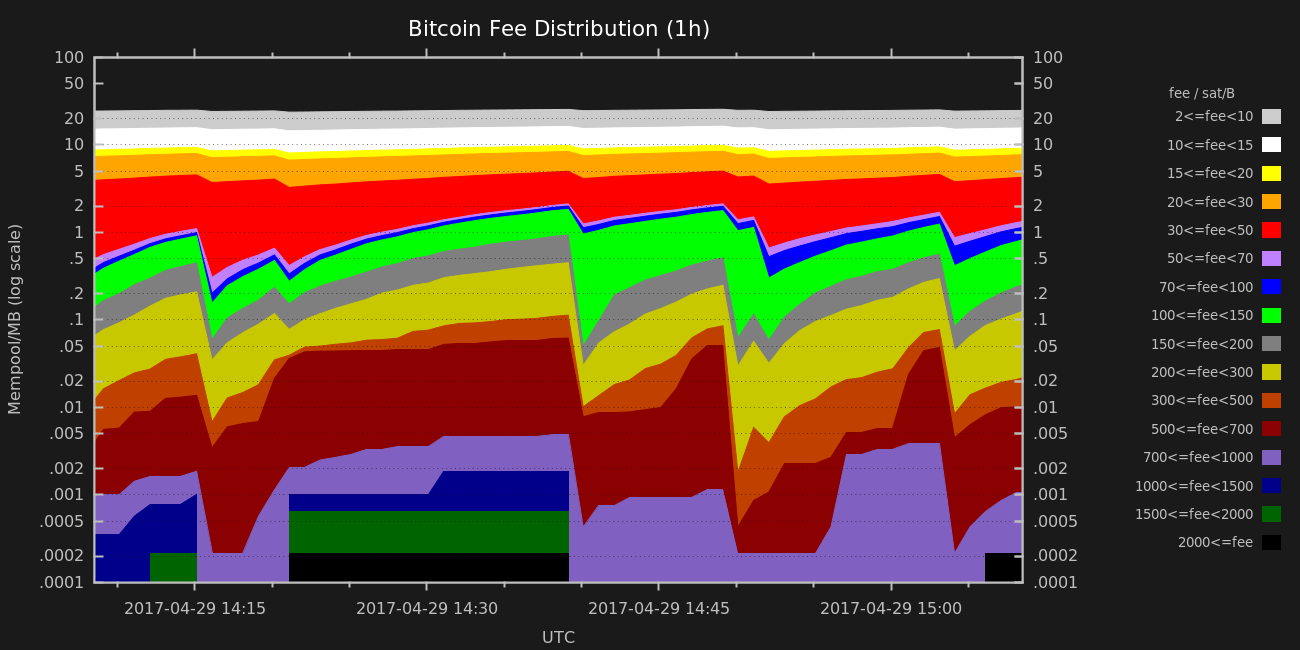 Bitcoin Fee Distribution (1h)
100 100
50 50
fee / sat/B
20 20
10 10
5 5
2 2
1 1
.5 .5
.2 .2
.1 .1
.05 .05
.02 .02
.01 .01
.005 .005
.002 .002
.001 .001
.0005 .0005
.0002 .0002
.0001 .0001
Mempool/MB (log scale)
2<=fee<10
10<=fee<15
15<=fee<20
20<=fee<30
30<=fee<50
50<=fee<70
70<=fee<100
100<=fee<150
150<=fee<200
200<=fee<300
300<=fee<500
500<=fee<700
700<=fee<1000
1000<=fee<1500
1500<=fee<2000
2000<=fee
2017-04-29 14:15 2017-04-29 14:30 2017-04-29 14:45 2017-04-29 15:00
UTC